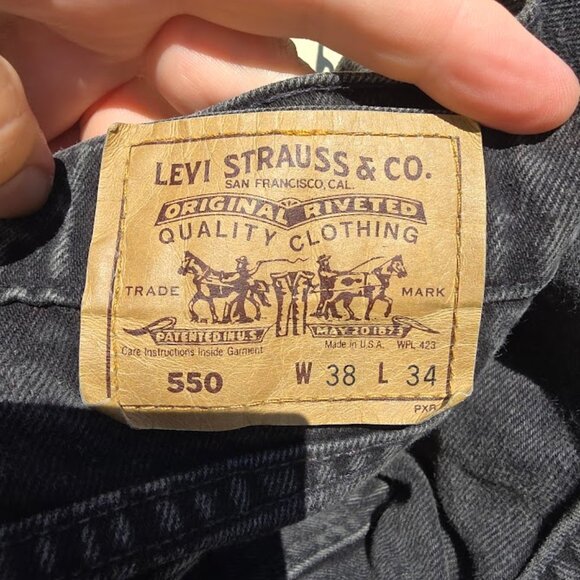 LEVI STRAUSS & CO.
SAN FRANCISCO, CAL.
ORIGINAL RIVETED
QUALITY CLOTHING
TRADE MARK
PATENTED IN U.S. MAY 20 1873
Care Instructions Inside Garment Made in U.S.A. WPL 423
550 W 38 L 34
PXR